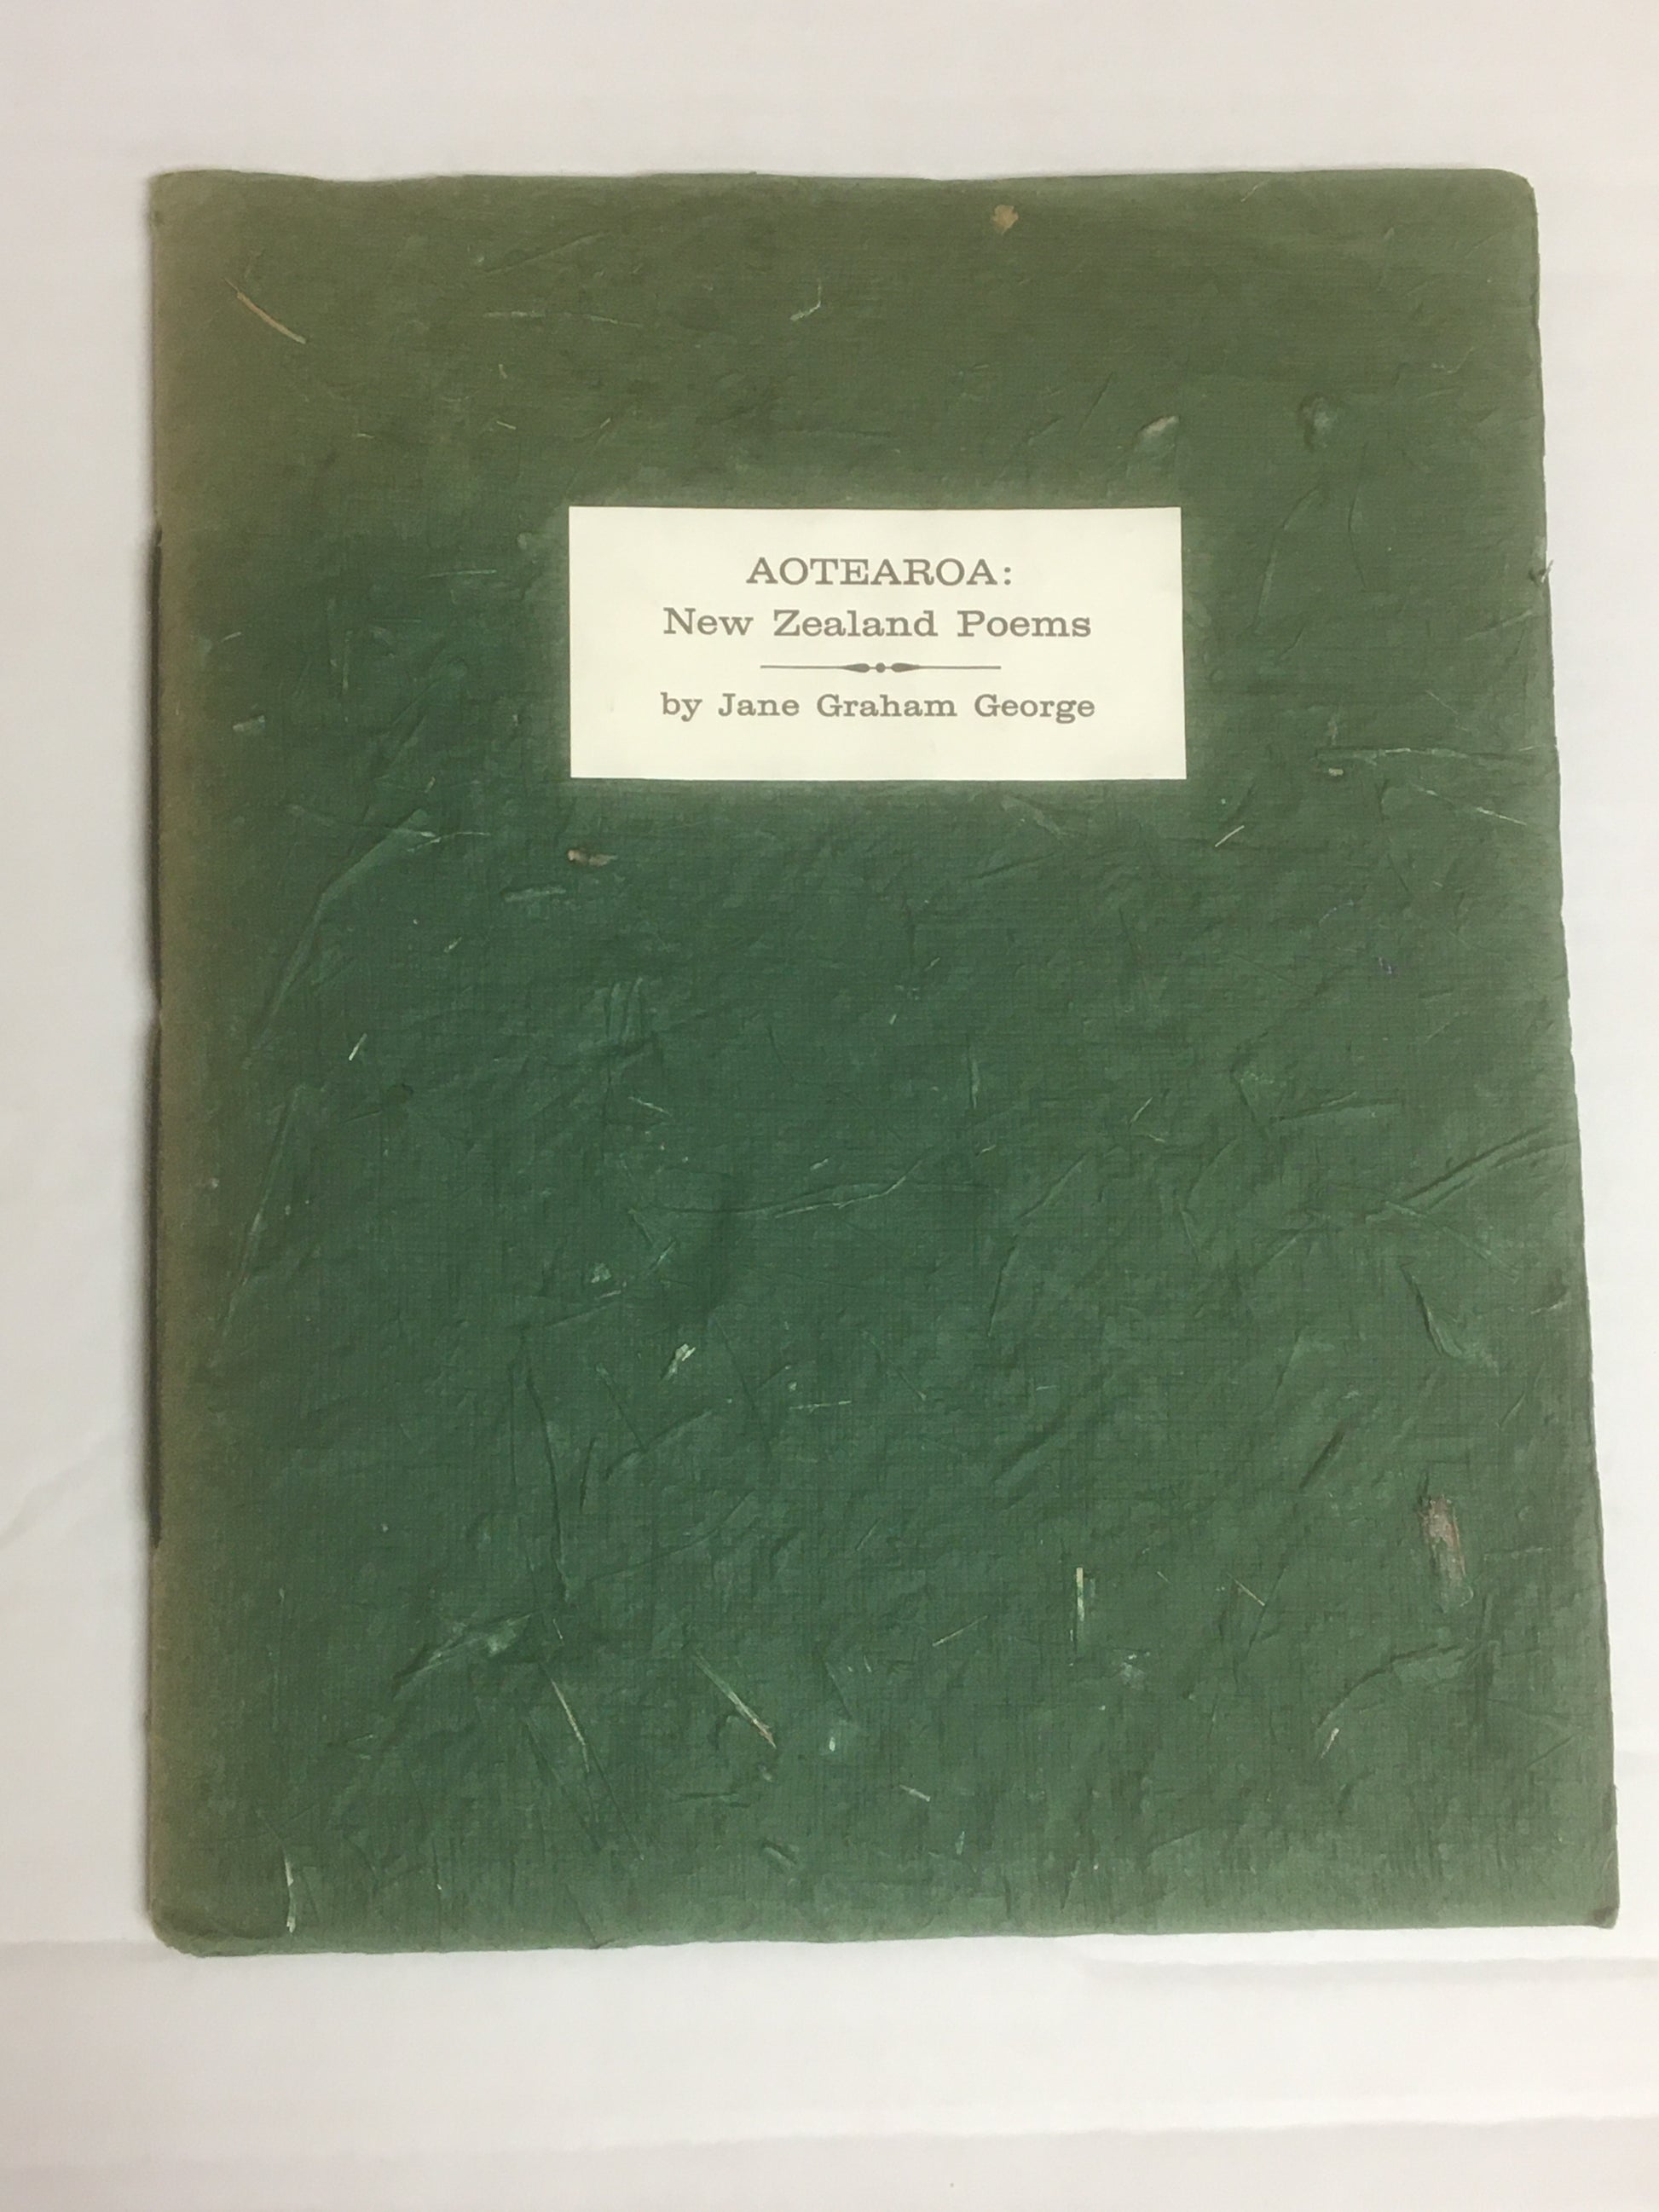 AOTEAROA:
New Zealand Poems
by Jane Graham George